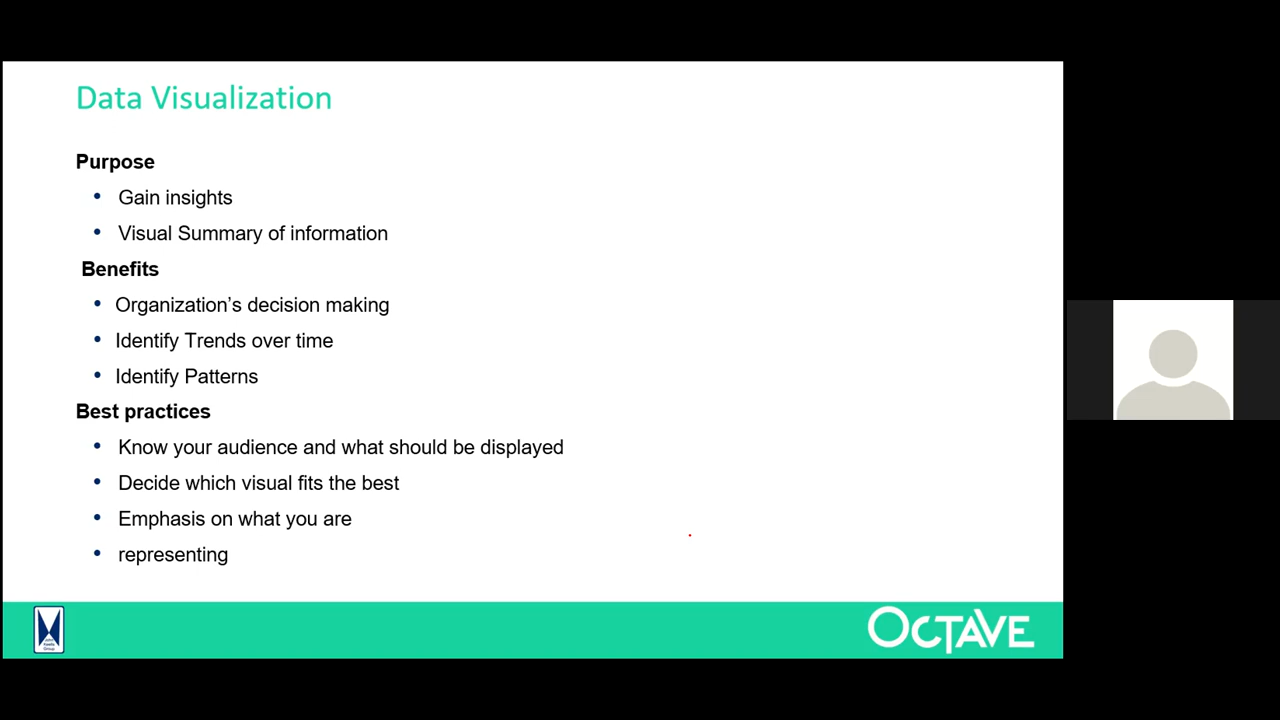 Data Visualization
Purpose
• Gain insights
• Visual Summary of information
Benefits
• Organization’s decision making
• Identify Trends over time
• Identify Patterns
Best practices
• Know your audience and what should be displayed
• Decide which visual fits the best
• Emphasis on what you are
• representing
Keells
Group
OCTAVE